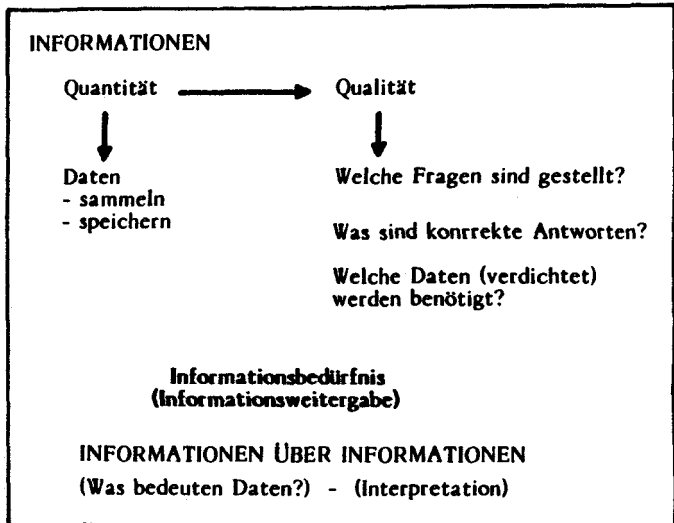 INFORMATIONEN
Quantität Qualität
Daten Welche Fragen sind gestellt?
- sammeln
- speichern
Was sind konrrekte Antworten?
Welche Daten (verdichtet)
werden benötigt?
Informationsbedürfnis
(Informationsweitergabe)
INFORMATIONEN ÜBER INFORMATIONEN
(Was bedeuten Daten?) - (Interpretation)